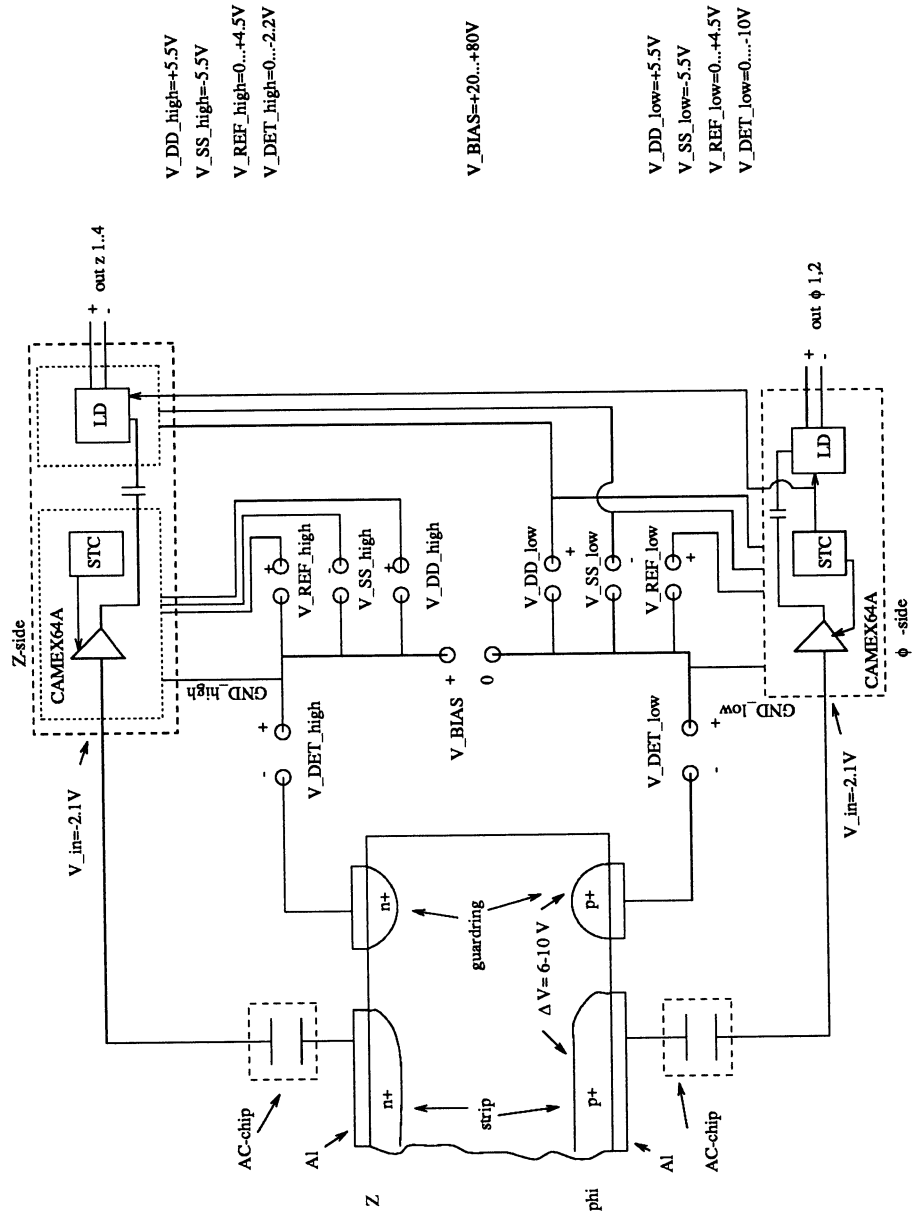 Z-side
CAMEX64A
STC
LD
+
-
out z 1..4
V_in=-2.1V
GND_high
V_DD_high=+5.5V
V_SS_high=-5.5V
V_REF_high=0...+4.5V
V_DET_high=0...-2.2V
AC-chip
Al
Z
n+
n+
-
+
V_DET_high
+
V_REF_high
-
V_SS_high
+
V_DD_high
strip
guardring
+
V_BIAS
0
V_BIAS=+20...+80V
Δ V= 6-10 V
phi
p+
p+
Al
AC-chip
-
+
V_DET_low
+
V_DD_low
-
V_SS_low
+
V_REF_low
GND_low
V_in=-2.1V
STC
LD
+
-
out ϕ 1,2
CAMEX64A
ϕ -side
V_DD_low=+5.5V
V_SS_low=-5.5V
V_REF_low=0...+4.5V
V_DET_low=0....-10V